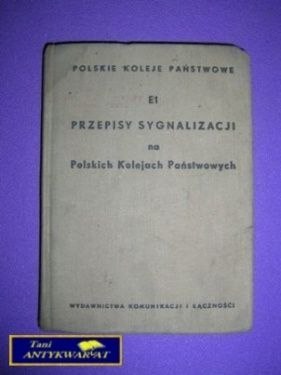 POLSKIE KOLEJE PAŃSTWOWE
E1
PRZEPISY SYGNALIZACJI
na
Polskich Kolejach Państwowych
WYDAWNICTWA KOMUNIKACJI I ŁĄCZNOŚCI
Tani
ANTYKWARIAT